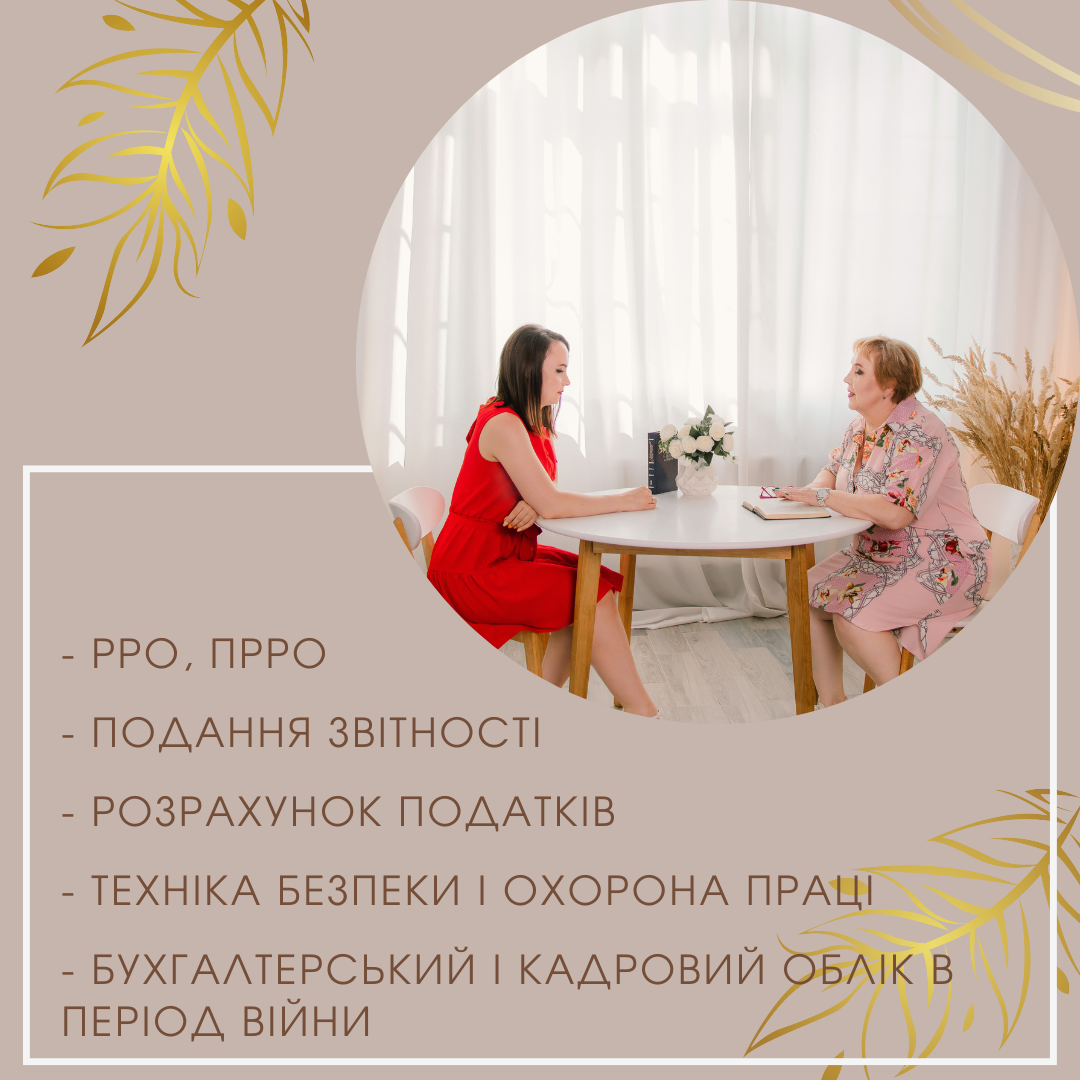 - РРО, ПРРО
- ПОДАННЯ ЗВІТНОСТІ
- РОЗРАХУНОК ПОДАТКІВ
- ТЕХНІКА БЕЗПЕКИ І ОХОРОНА ПРАЦІ
- БУХГАЛТЕРСЬКИЙ І КАДРОВИЙ ОБЛІК В
ПЕРІОД ВІЙНИ